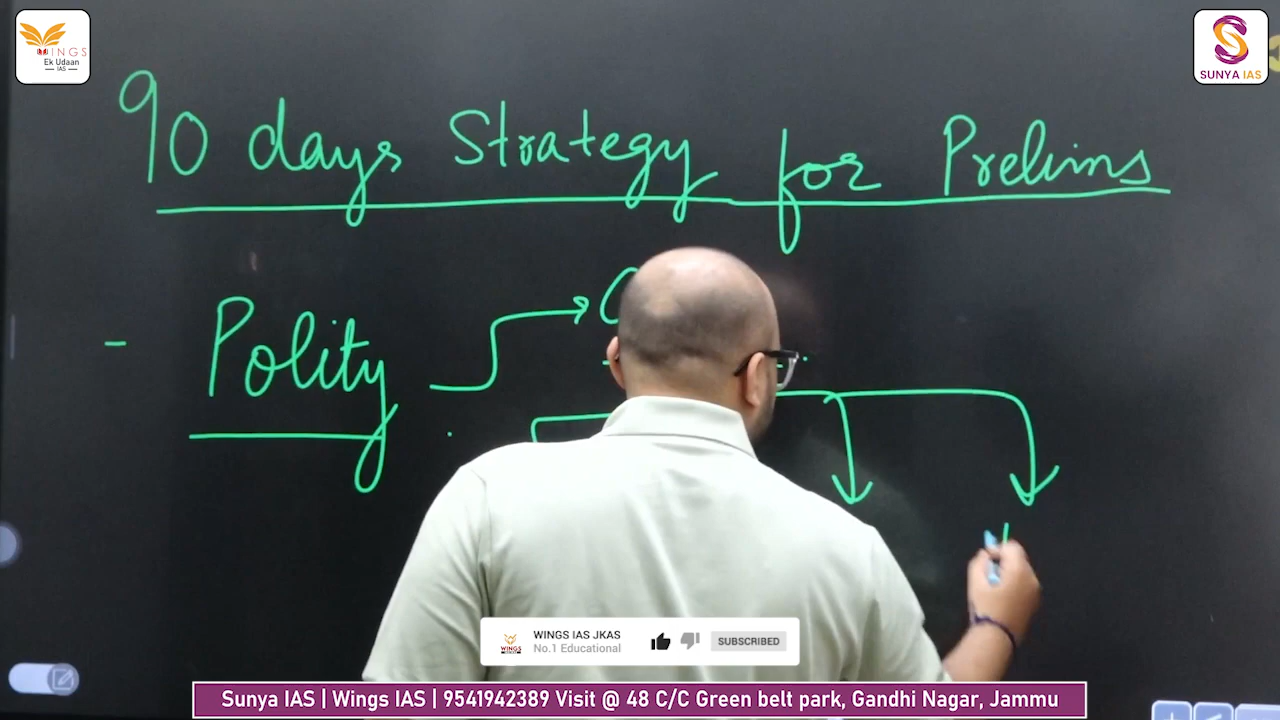 WINGS
Ek Udaan
IAS
SUNYA IAS
90 days Strategy for Prelims
- Polity
WINGS IAS JKAS
No.1 Educational
SUBSCRIBED
WINGS
Sunya IAS | Wings IAS | 9541942389 Visit @ 48 C/C Green belt park, Gandhi Nagar, Jammu